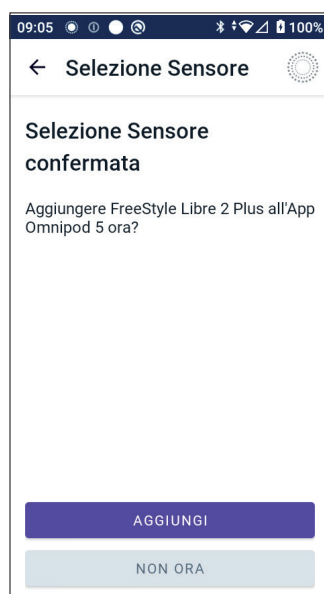 09:05 100%
Selezione Sensore
Selezione Sensore
confermata
Aggiungere FreeStyle Libre 2 Plus all'App
Omnipod 5 ora?
AGGIUNGI
NON ORA